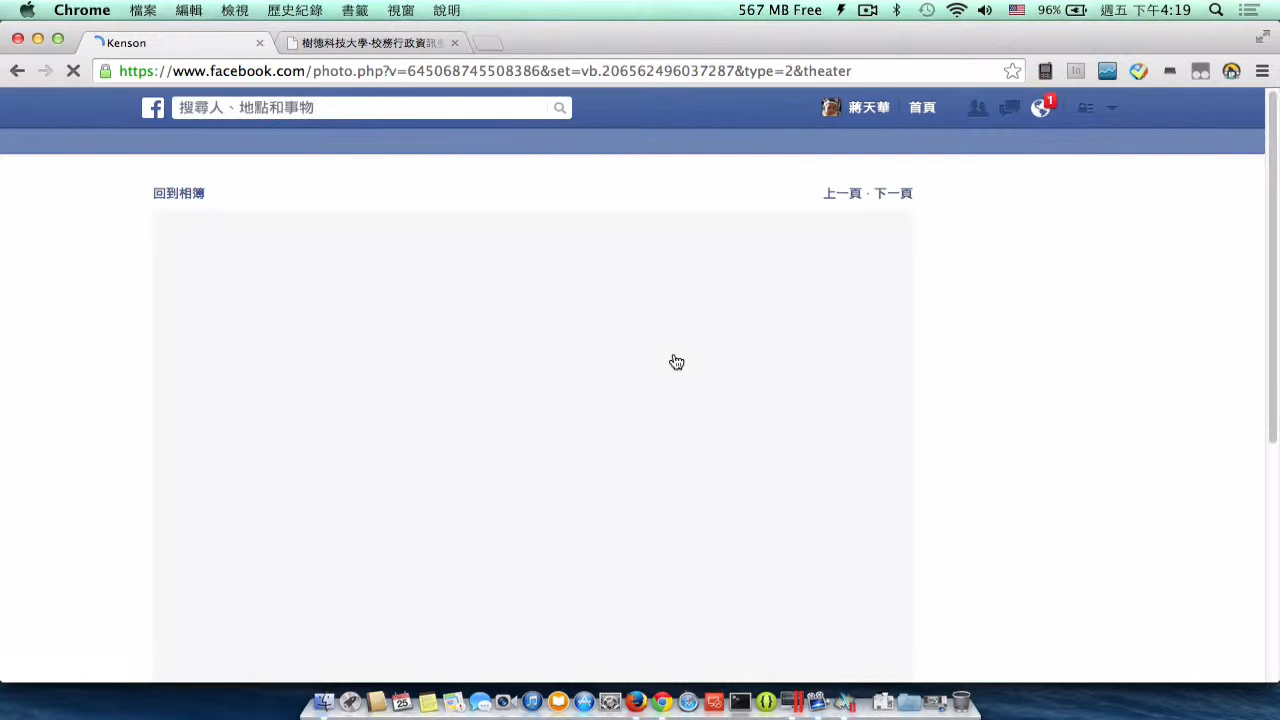 Chrome 檔案 編輯 檢視 歷史紀錄 書籤 視窗 說明 567 MB Free 96% 週五 下午4:19
Kenson 樹德科技大學-校務行政資訊
https://www.facebook.com/photo.php?v=645068745508386&set=vb.206562496037287&type=2&theater
搜尋人、地點和事物 蔣天華 首頁 1
回到相簿 上一頁 · 下一頁
25